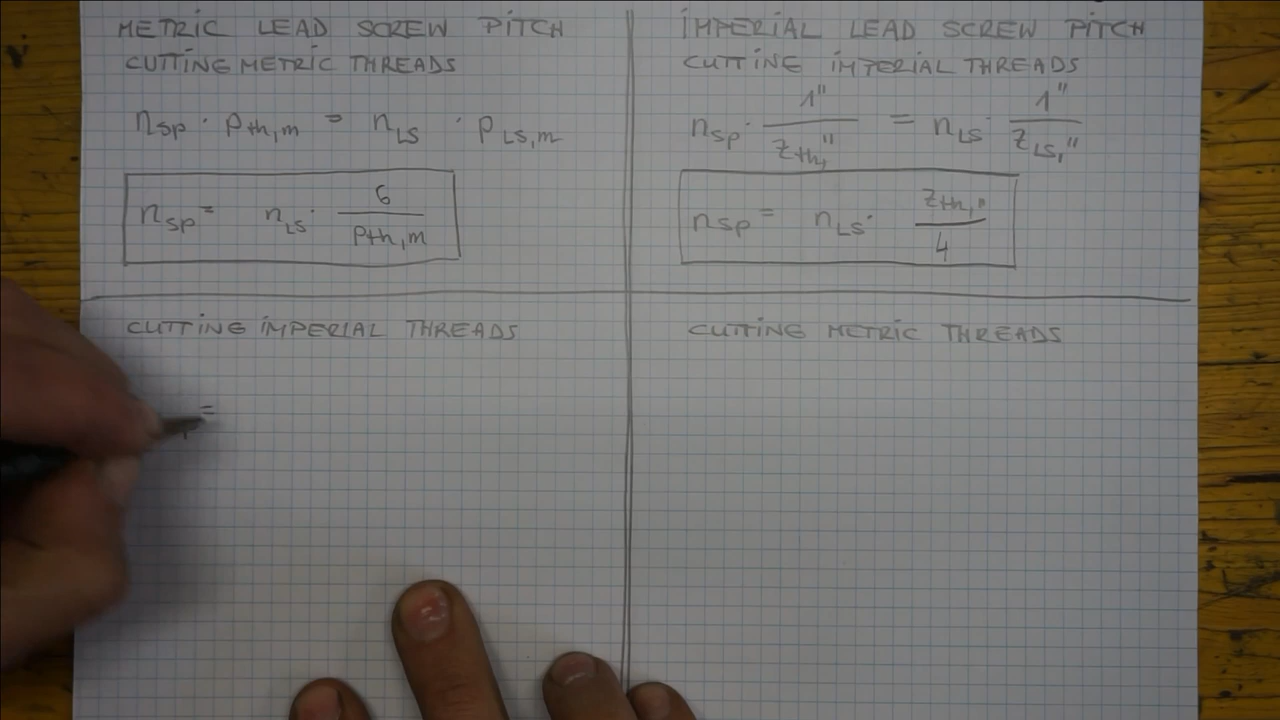 METRIC LEAD SCREW PITCH
CUTTING METRIC THREADS
n_SP · P_th,m = n_LS · P_LS,m
n_SP = n_LS · 6 / P_th,m
CUTTING IMPERIAL THREADS
=
IMPERIAL LEAD SCREW PITCH
CUTTING IMPERIAL THREADS
n_SP · 1" / z_th," = n_LS · 1" / z_LS,"
n_SP = n_LS · z_th," / 4
CUTTING METRIC THREADS